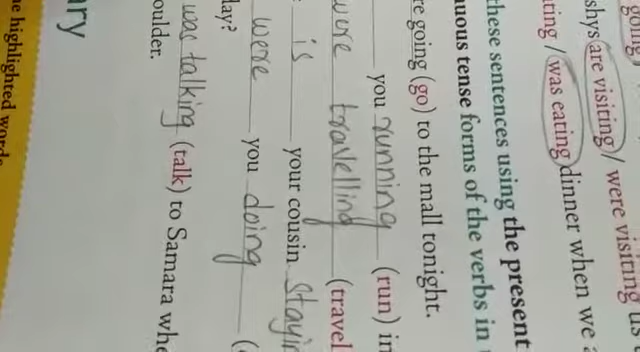 going
shys are visiting / were visiting us
ting / was eating dinner when we
these sentences using the present
uous tense forms of the verbs in
re going (go) to the mall tonight.
you running (run) in
were travelling (travel
is your cousin stayin
were you doing (
day?
was talking (talk) to Samara whe
oulder.
ry
e highlighted words